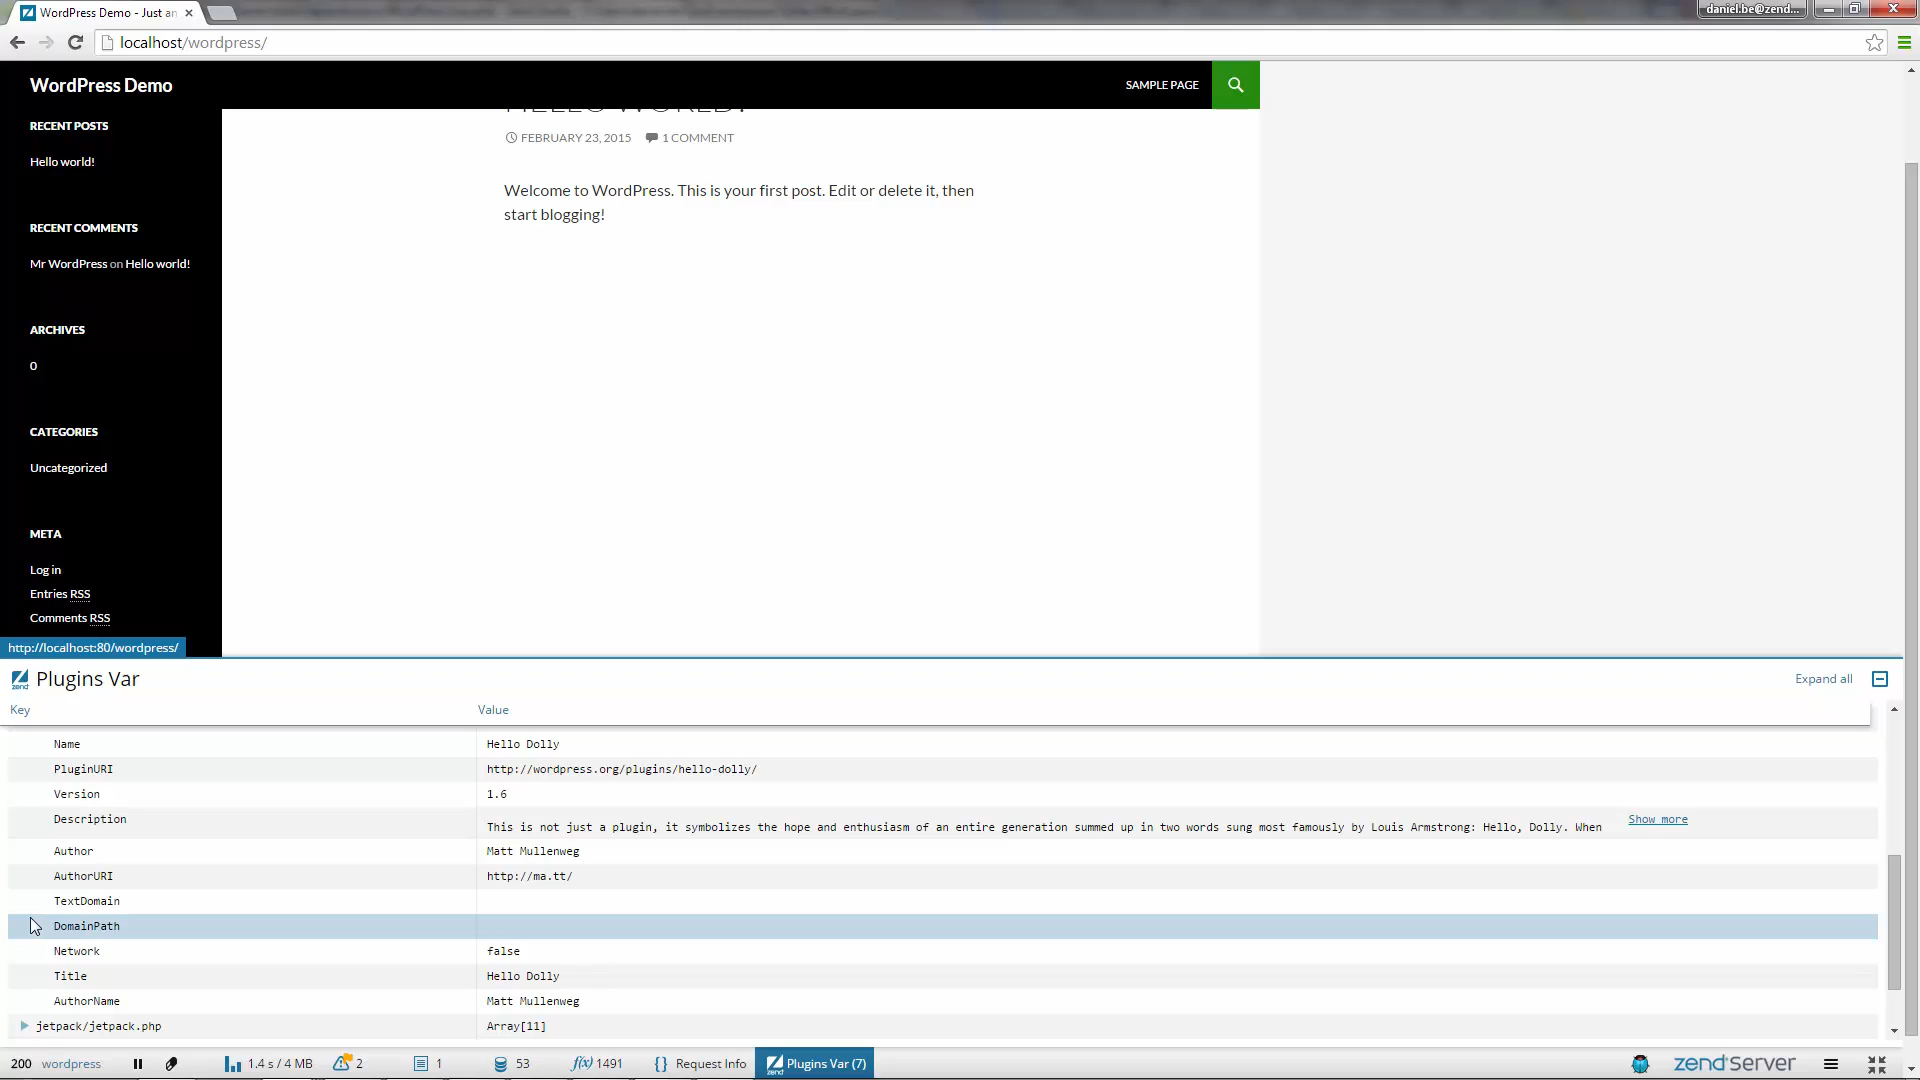 WordPress Demo - Just an
daniel.be@zend...
localhost/wordpress/
WordPress Demo
SAMPLE PAGE
HELLO WORLD!
RECENT POSTS
FEBRUARY 23, 2015 1 COMMENT
Hello world!
Welcome to WordPress. This is your first post. Edit or delete it, then
start blogging!
RECENT COMMENTS
Mr WordPress on Hello world!
ARCHIVES
0
CATEGORIES
Uncategorized
META
Log in
Entries RSS
Comments RSS
http://localhost:80/wordpress/
zend Plugins Var
Expand all
Key Value
Name Hello Dolly
PluginURI http://wordpress.org/plugins/hello-dolly/
Version 1.6
Description This is not just a plugin, it symbolizes the hope and enthusiasm of an entire generation summed up in two words sung most famously by Louis Armstrong: Hello, Dolly. When Show more
Author Matt Mullenweg
AuthorURI http://ma.tt/
TextDomain
DomainPath
Network false
Title Hello Dolly
AuthorName Matt Mullenweg
jetpack/jetpack.php Array[11]
200 wordpress 1.4 s / 4 MB 2 1 53 f(x) 1491 {} Request Info zend Plugins Var (7) zendServer